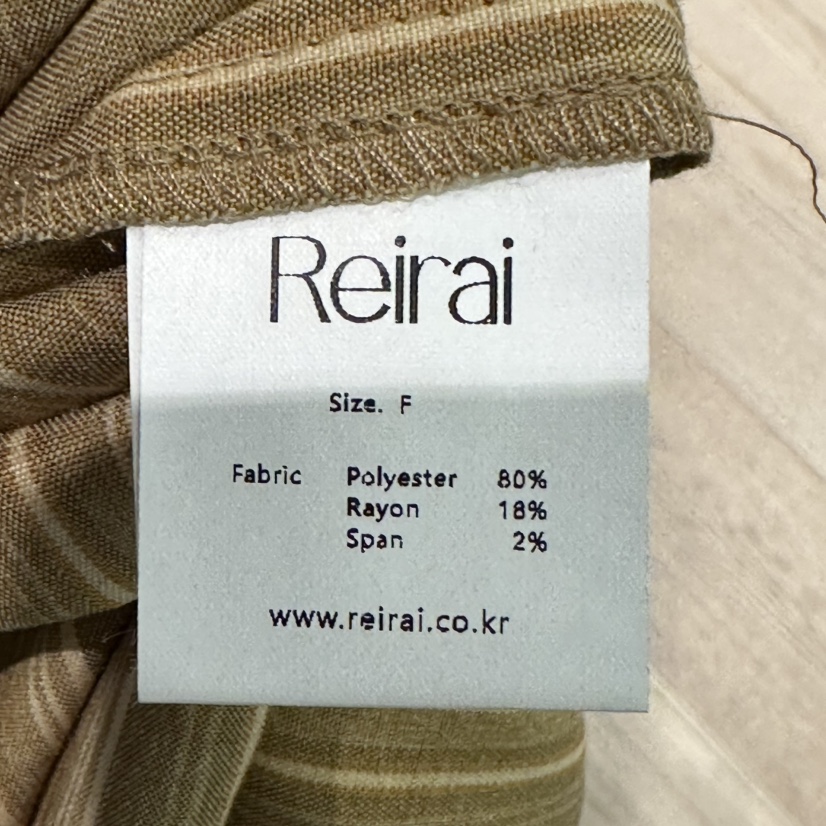 Reirai
Size. F
Fabric Polyester 80%
Rayon 18%
Span 2%
www.reirai.co.kr